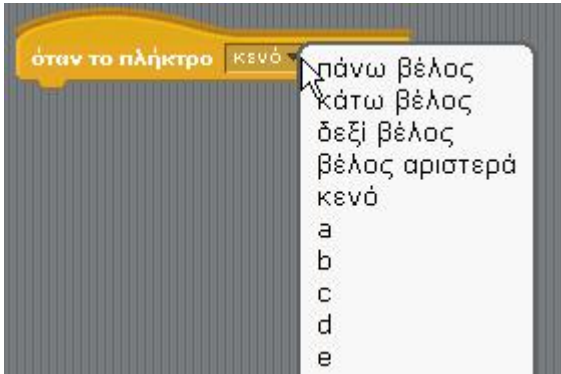 όταν το πλήκτρο κενό
πάνω βέλος
κάτω βέλος
δεξί βέλος
βέλος αριστερά
κενό
a
b
c
d
e